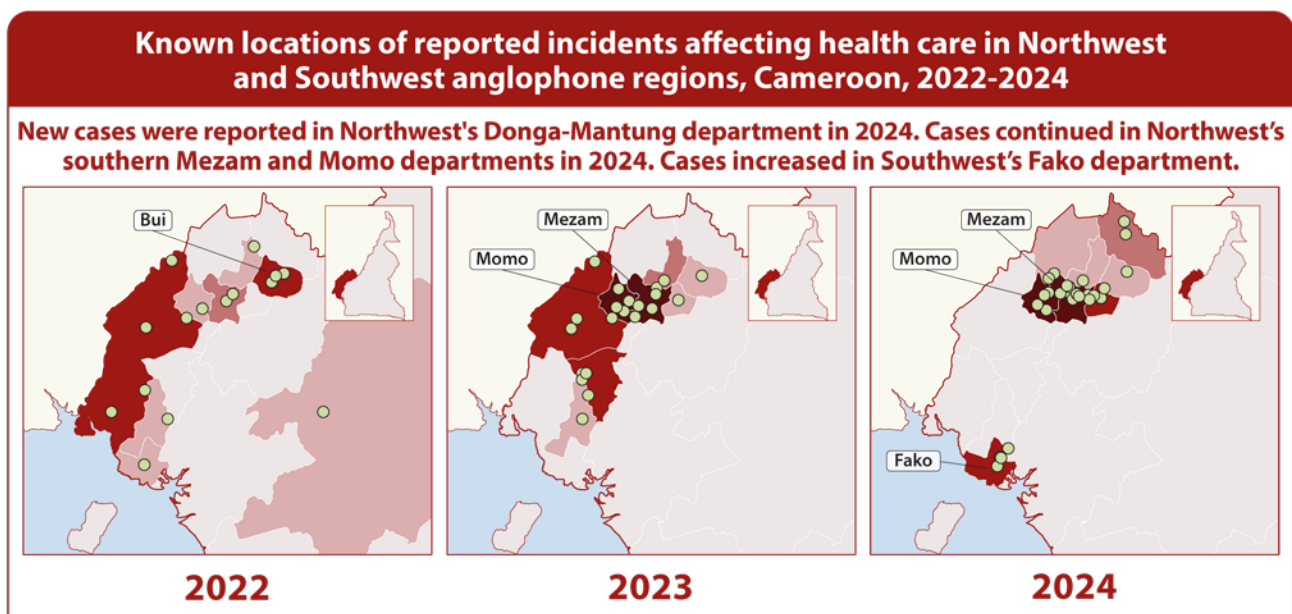 Known locations of reported incidents affecting health care in Northwest
and Southwest anglophone regions, Cameroon, 2022-2024
New cases were reported in Northwest's Donga-Mantung department in 2024. Cases continued in Northwest’s
southern Mezam and Momo departments in 2024. Cases increased in Southwest’s Fako department.
Bui
2022
Mezam
Momo
2023
Mezam
Momo
Fako
2024